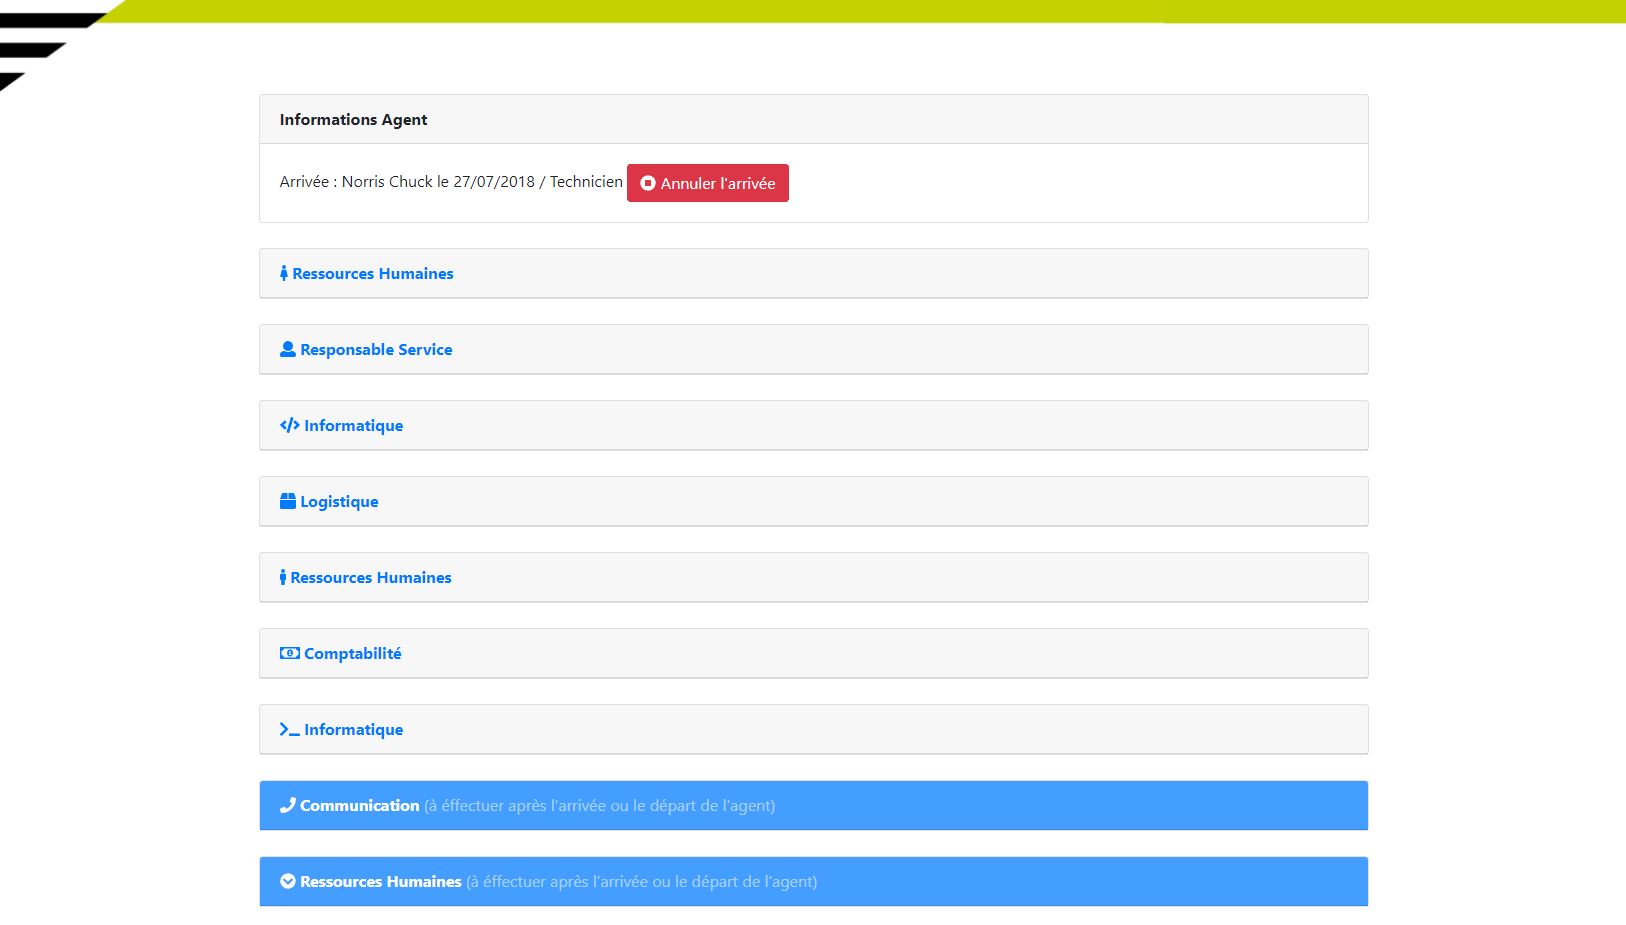 Informations Agent
Arrivée : Norris Chuck le 27/07/2018 / Technicien Annuler l'arrivée
Ressources Humaines
Responsable Service
Informatique
Logistique
Ressources Humaines
Comptabilité
Informatique
Communication (à éffectuer après l'arrivée ou le départ de l'agent)
Ressources Humaines (à éffectuer après l'arrivée ou le départ de l'agent)